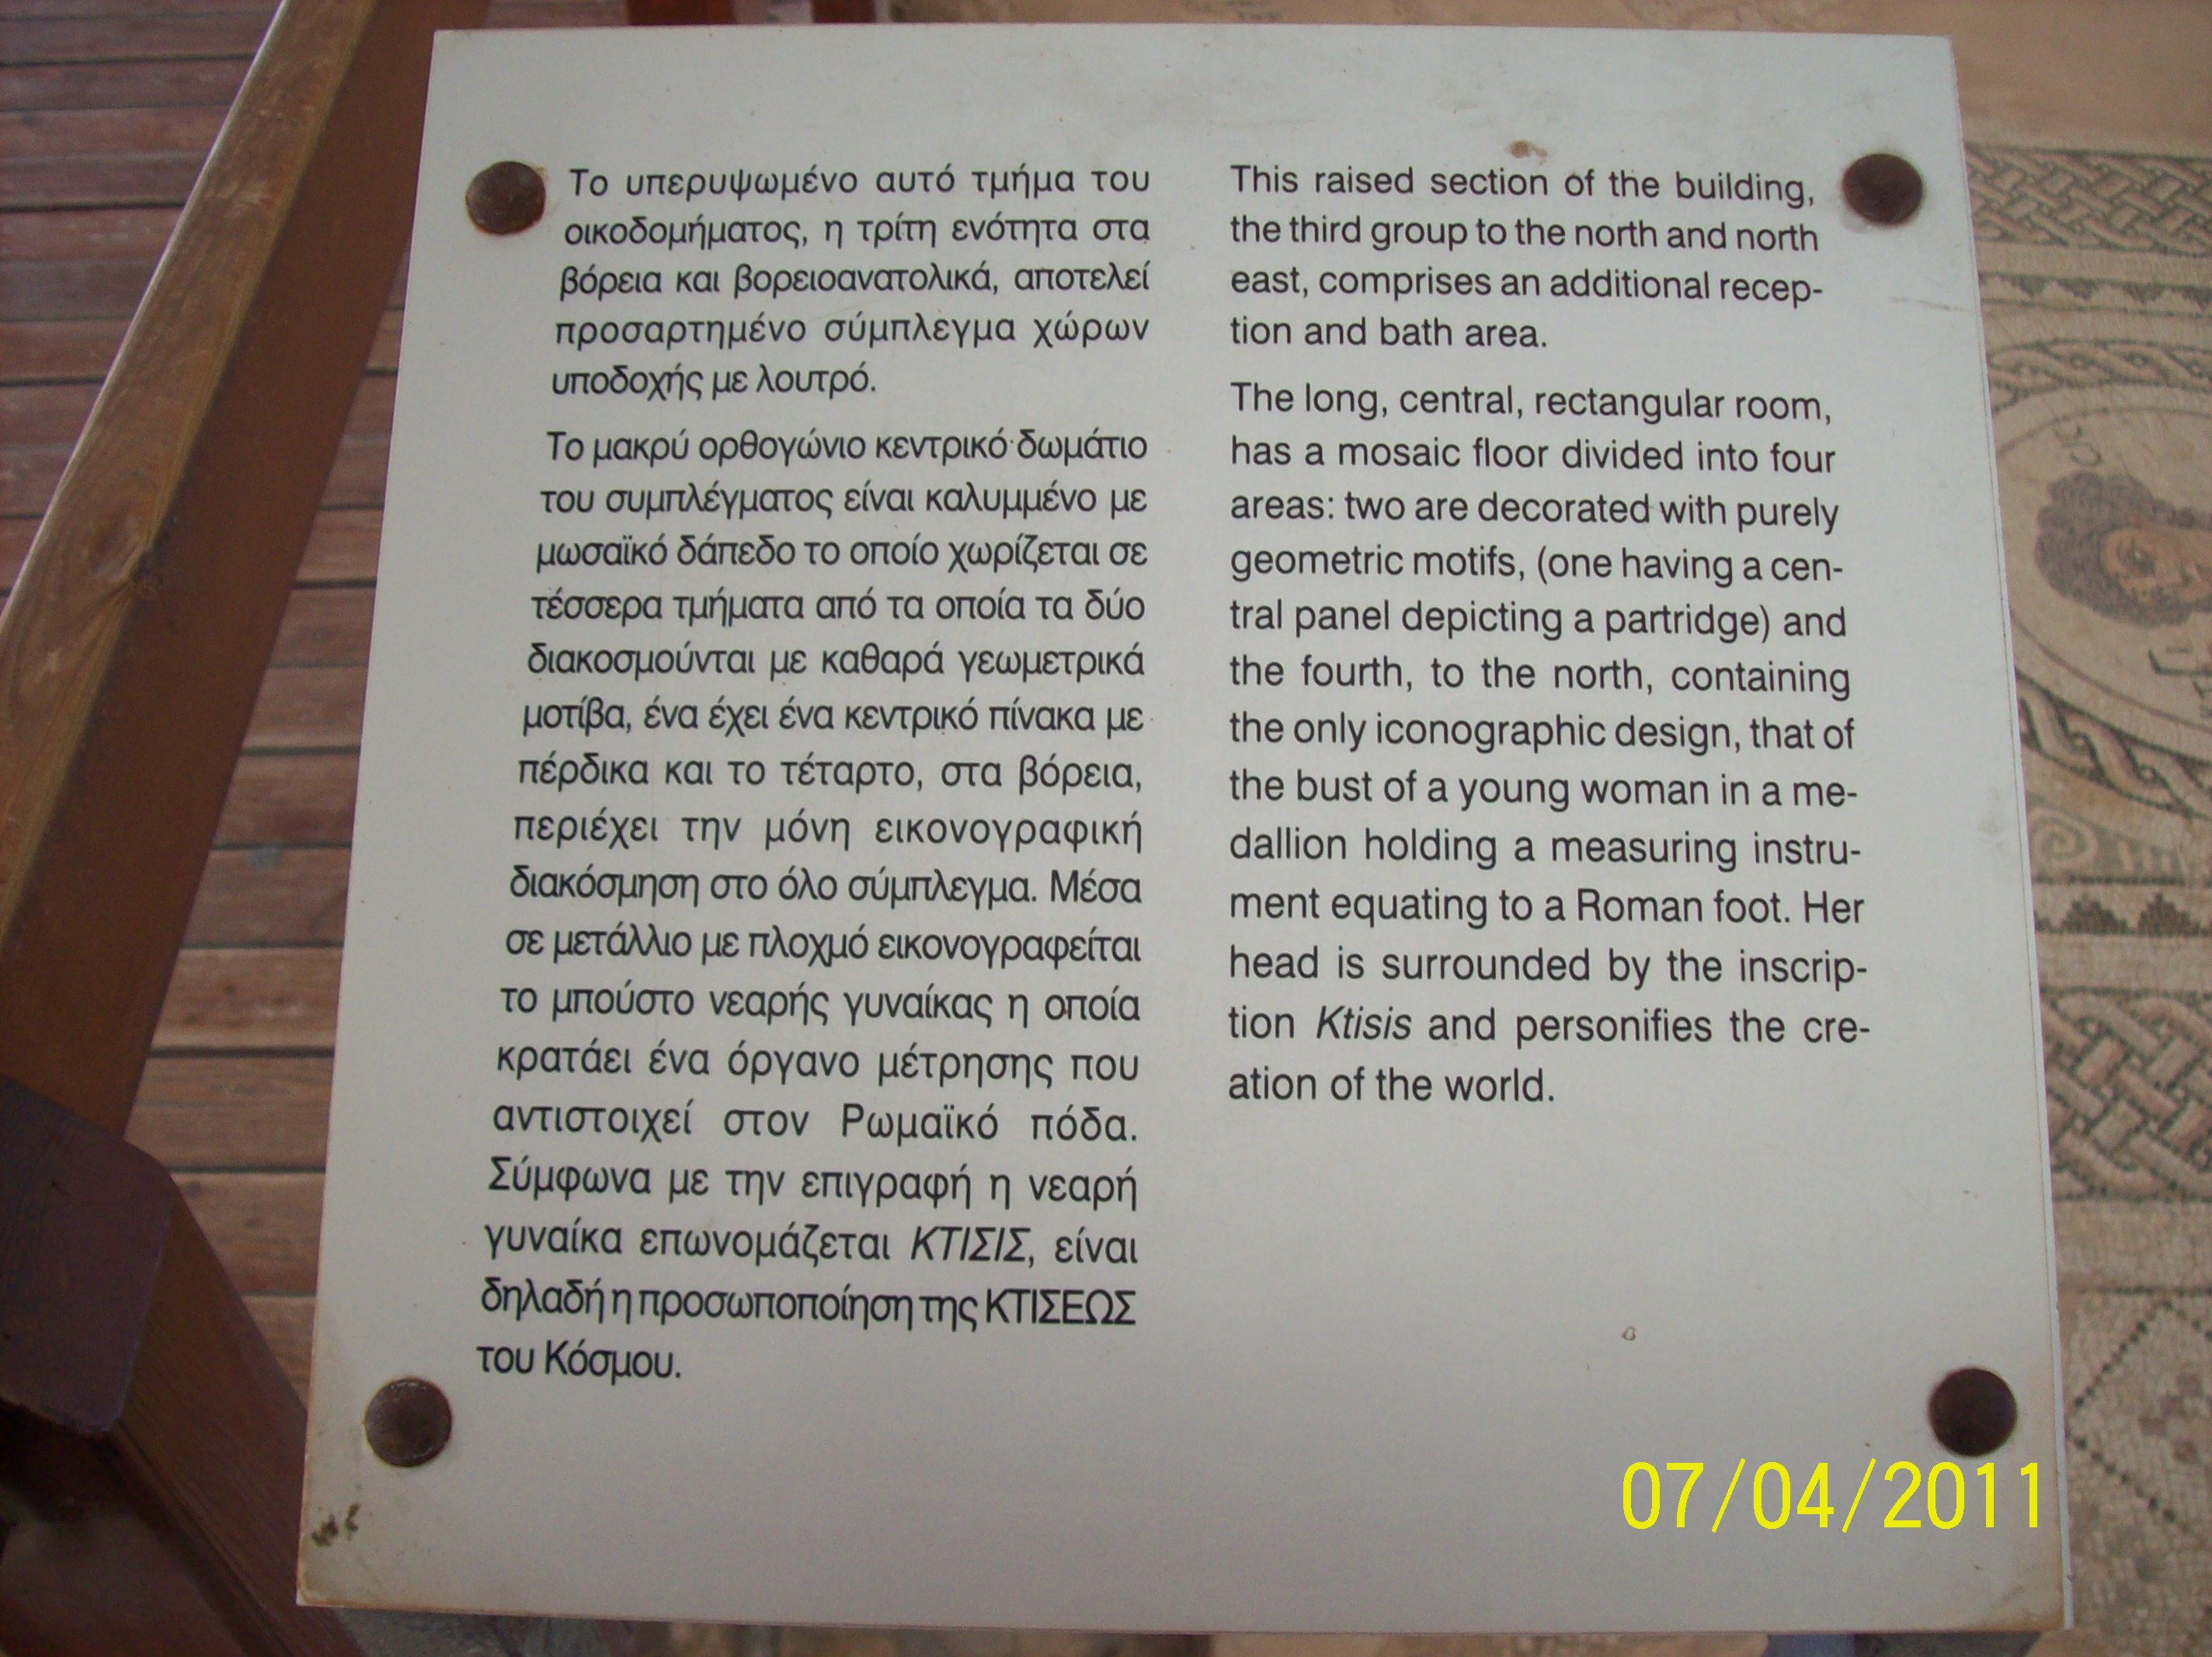 Το υπερυψωμένο αυτό τμήμα του
οικοδομήματος, η τρίτη ενότητα στα
βόρεια και βορειοανατολικά, αποτελεί
προσαρτημένο σύμπλεγμα χώρων
υποδοχής με λουτρό.
Το μακρύ ορθογώνιο κεντρικό δωμάτιο
του συμπλέγματος είναι καλυμμένο με
μωσαϊκό δάπεδο το οποίο χωρίζεται σε
τέσσερα τμήματα από τα οποία τα δύο
διακοσμούνται με καθαρά γεωμετρικά
μοτίβα, ένα έχει ένα κεντρικό πίνακα με
πέρδικα και το τέταρτο, στα βόρεια,
περιέχει την μόνη εικονογραφική
διακόσμηση στο όλο σύμπλεγμα. Μέσα
σε μετάλλιο με πλοχμό εικονογραφείται
το μπούστο νεαρής γυναίκας η οποία
κρατάει ένα όργανο μέτρησης που
αντιστοιχεί στον Ρωμαϊκό πόδα.
Σύμφωνα με την επιγραφή η νεαρή
γυναίκα επωνομάζεται ΚΤΙΣΙΣ, είναι
δηλαδή η προσωποποίηση της ΚΤΙΣΕΩΣ
του Κόσμου.
This raised section of the building,
the third group to the north and north
east, comprises an additional recep-
tion and bath area.
The long, central, rectangular room,
has a mosaic floor divided into four
areas: two are decorated with purely
geometric motifs, (one having a cen-
tral panel depicting a partridge) and
the fourth, to the north, containing
the only iconographic design, that of
the bust of a young woman in a me-
dallion holding a measuring instru-
ment equating to a Roman foot. Her
head is surrounded by the inscrip-
tion Ktisis and personifies the cre-
ation of the world.
07/04/2011